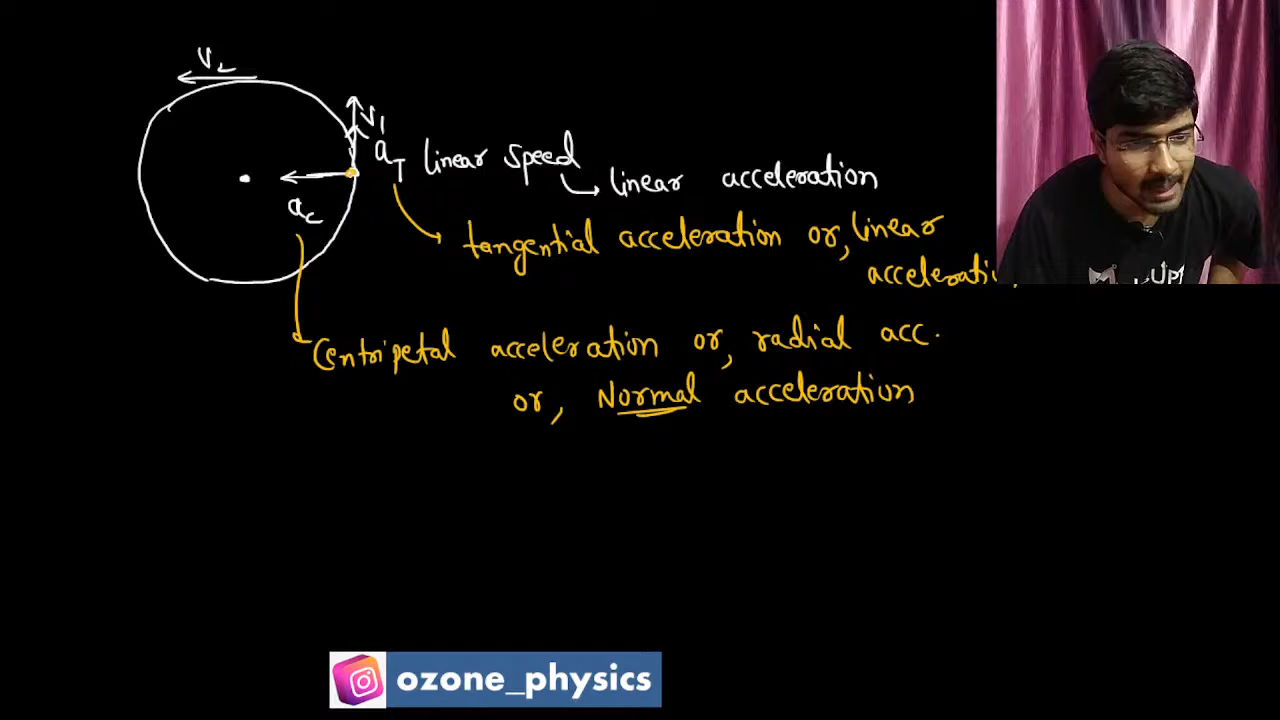 V2
V1
aT linear speed
linear acceleration
ac
tangential acceleration or, linear
acceleratio
Centripetal acceleration or, radial acc.
or, Normal acceleration
ozone_physics